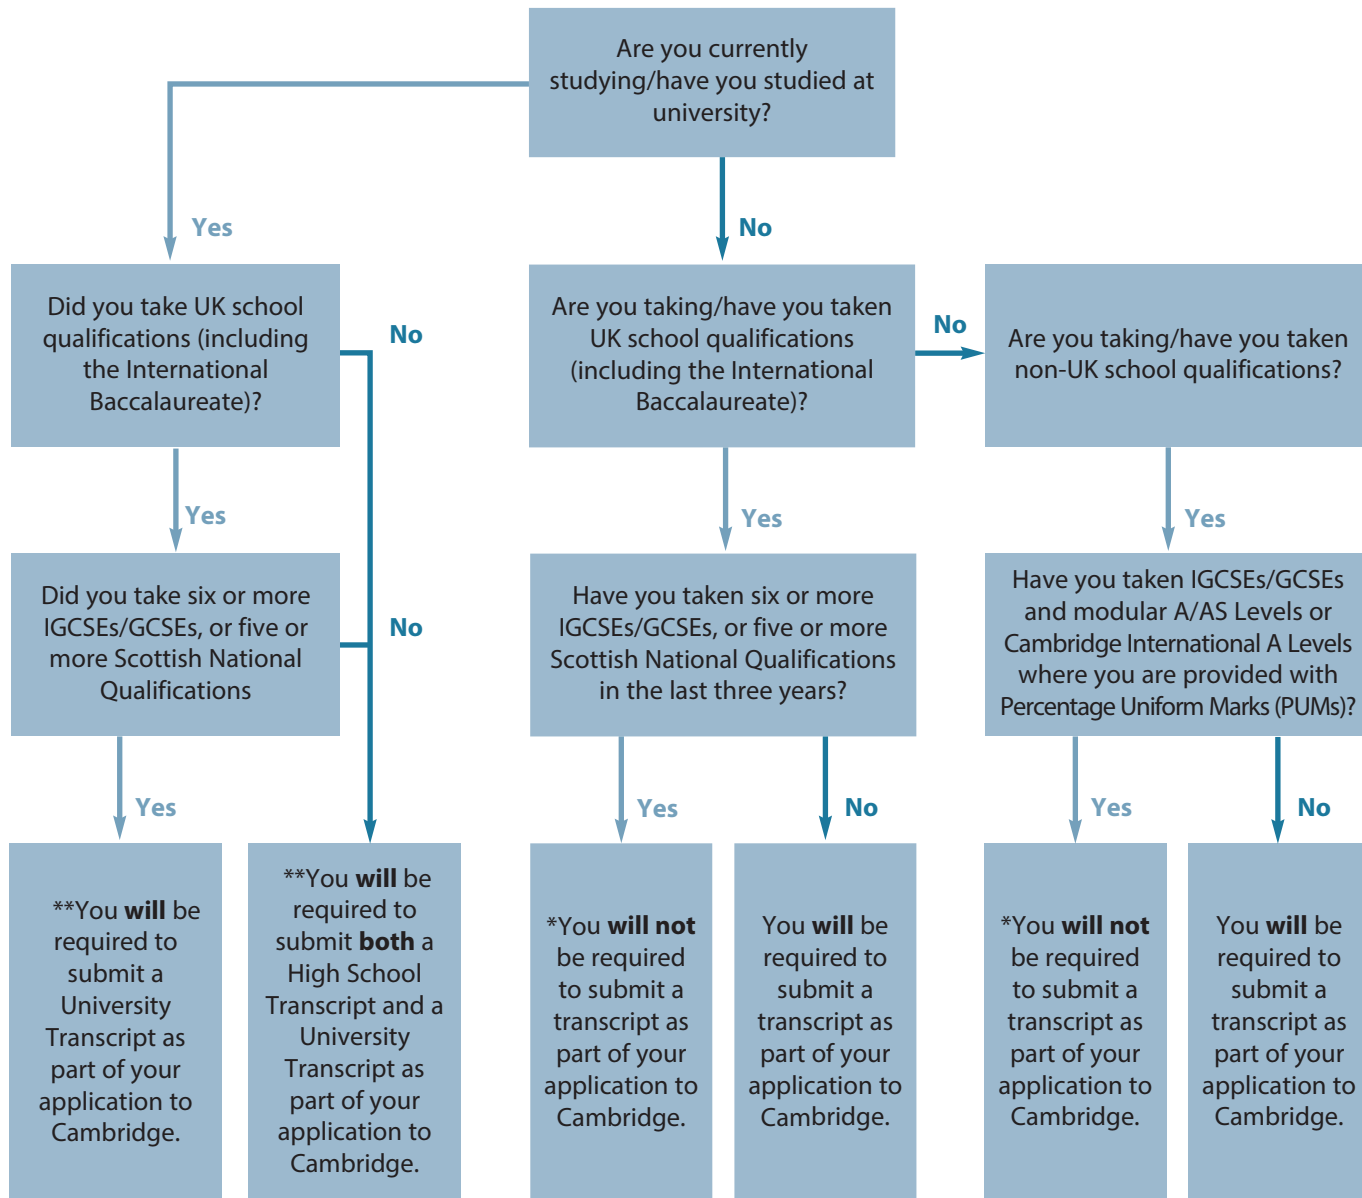 Are you currently
studying/have you studied at
university?
Yes
No
Did you take UK school
qualifications (including
the International
Baccalaureate)?
No
Are you taking/have you taken
UK school qualifications
(including the International
Baccalaureate)?
No
Are you taking/have you taken
non-UK school qualifications?
Yes
Yes
Yes
Did you take six or more
IGCSEs/GCSEs, or five or
more Scottish National
Qualifications
No
Have you taken six or more
IGCSEs/GCSEs, or five or more
Scottish National Qualifications
in the last three years?
Have you taken IGCSEs/GCSEs
and modular A/AS Levels or
Cambridge International A Levels
where you are provided with
Percentage Uniform Marks (PUMs)?
Yes
Yes
No
Yes
No
**You will be
required to
submit a
University
Transcript as
part of your
application to
Cambridge.
**You will be
required to
submit both a
High School
Transcript and a
University
Transcript as
part of your
application to
Cambridge.
*You will not
be required
to submit a
transcript as
part of your
application to
Cambridge.
You will be
required to
submit a
transcript as
part of your
application to
Cambridge.
*You will not
be required
to submit a
transcript as
part of your
application to
Cambridge.
You will be
required to
submit a
transcript as
part of your
application to
Cambridge.